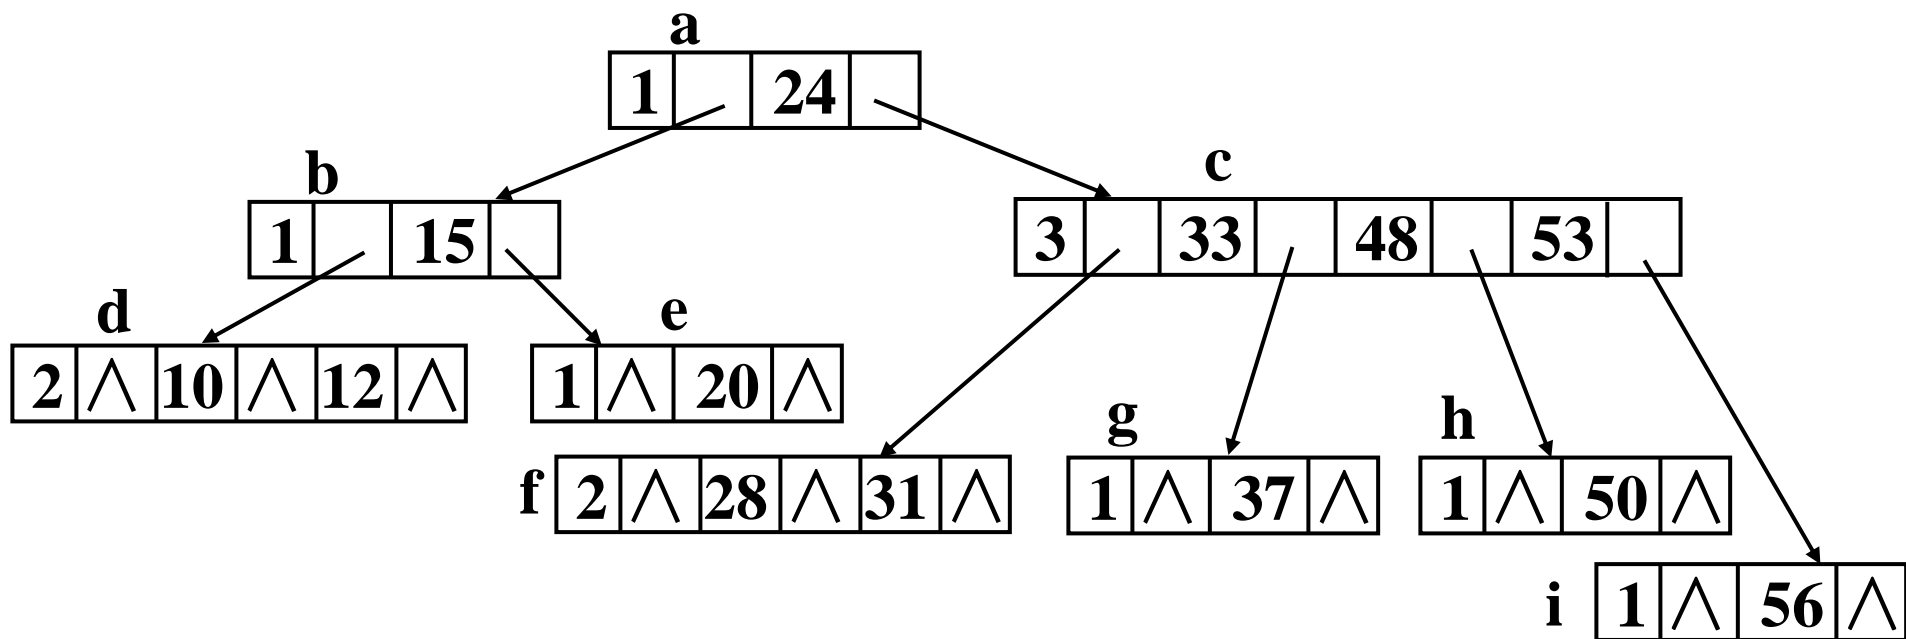 a
1 24
b
c
1 15
3 33 48 53
d
e
2 ∧ 10 ∧ 12 ∧
1 ∧ 20 ∧
g
h
f 2 ∧ 28 ∧ 31 ∧
1 ∧ 37 ∧
1 ∧ 50 ∧
i 1 ∧ 56 ∧